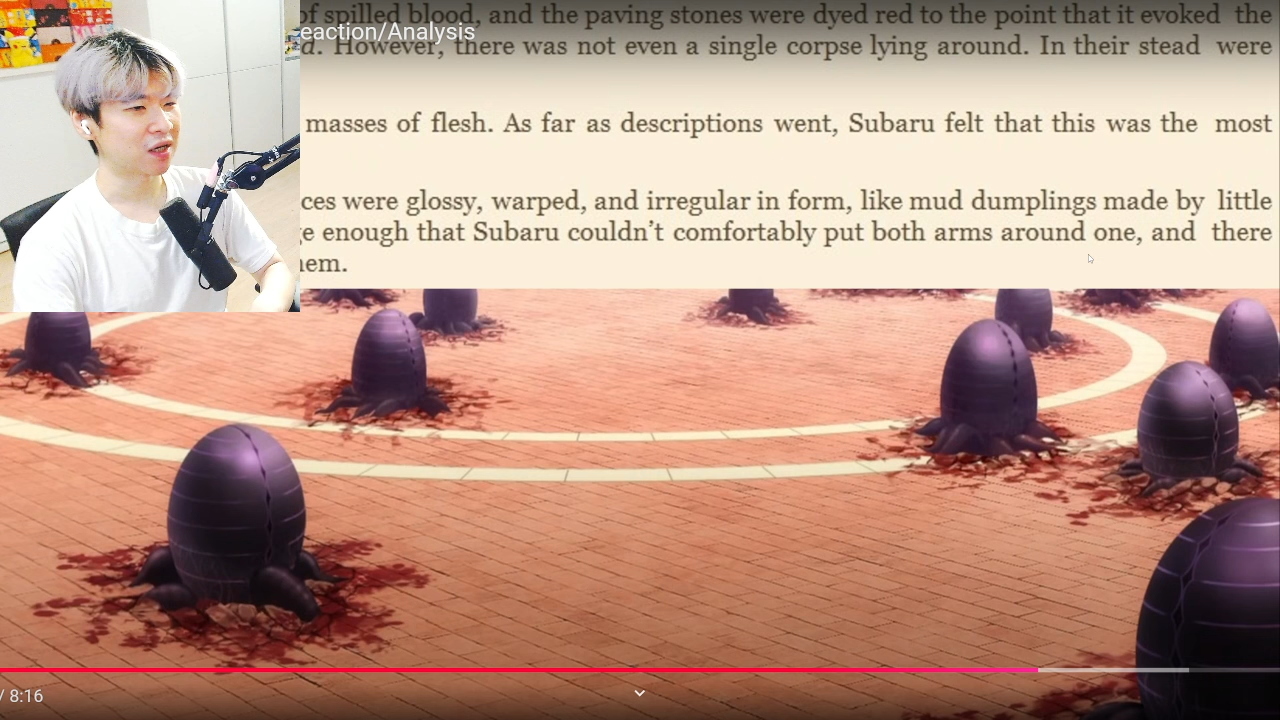 of spilled blood, and the paving stones were dyed red to the point that it evoked the
eaction/Analysis
However, there was not even a single corpse lying around. In their stead were
masses of flesh. As far as descriptions went, Subaru felt that this was the most
ces were glossy, warped, and irregular in form, like mud dumplings made by little
enough that Subaru couldn’t comfortably put both arms around one, and there
em.
/ 8:16